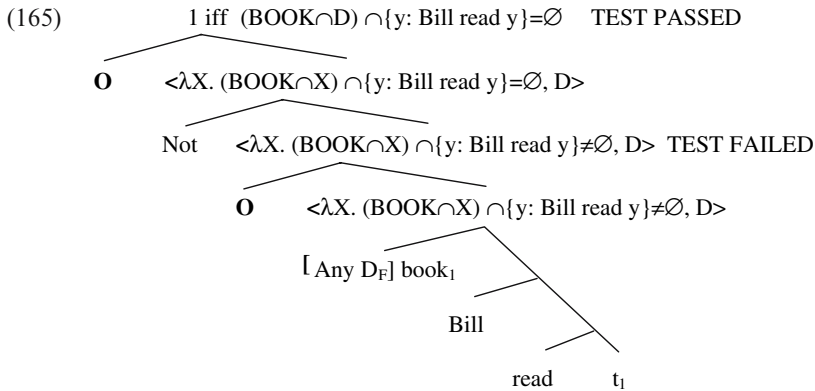 (165) 1 iff (BOOK∩D) ∩{y: Bill read y}=∅ TEST PASSED
O <λX. (BOOK∩X) ∩{y: Bill read y}=∅, D>
Not <λX. (BOOK∩X) ∩{y: Bill read y}≠∅, D> TEST FAILED
O <λX. (BOOK∩X) ∩{y: Bill read y}≠∅, D>
[Any D_F] book₁
Bill
read t₁